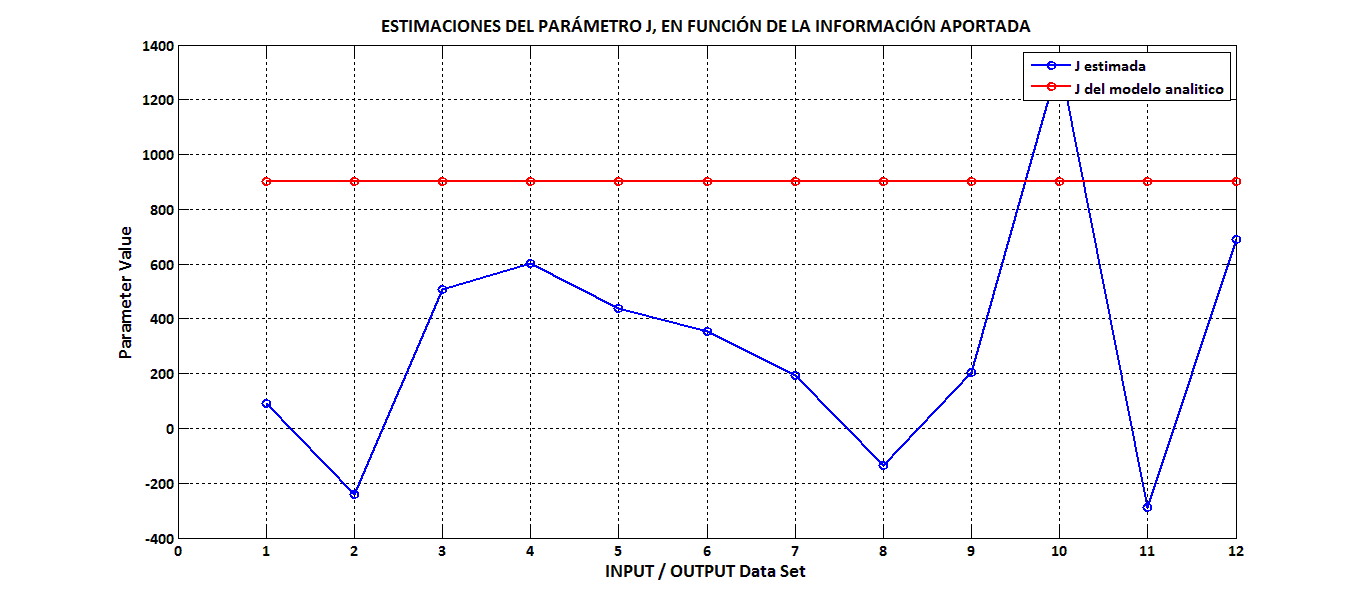 ESTIMACIONES DEL PARÁMETRO J, EN FUNCIÓN DE LA INFORMACIÓN APORTADA
J estimada
J del modelo analitico
1400
1200
1000
800
600
400
200
0
-200
-400
Parameter Value
0 1 2 3 4 5 6 7 8 9 10 11 12
INPUT / OUTPUT Data Set